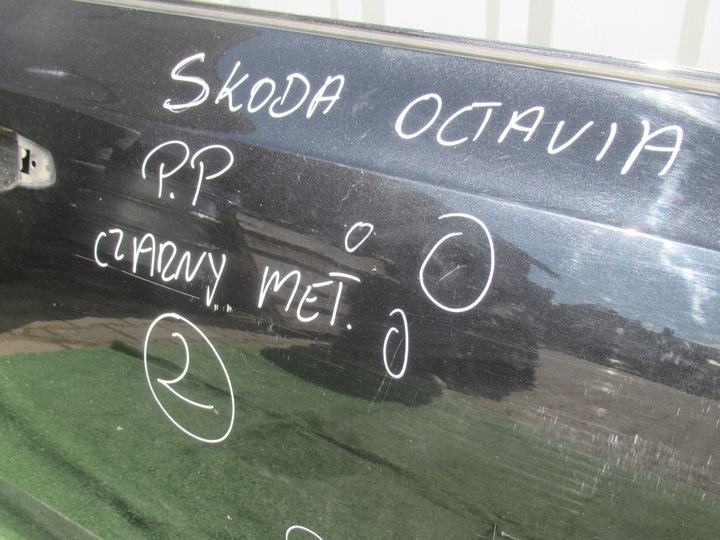 SKODA OCTAVIA
P.P
CZARNY MET.
2